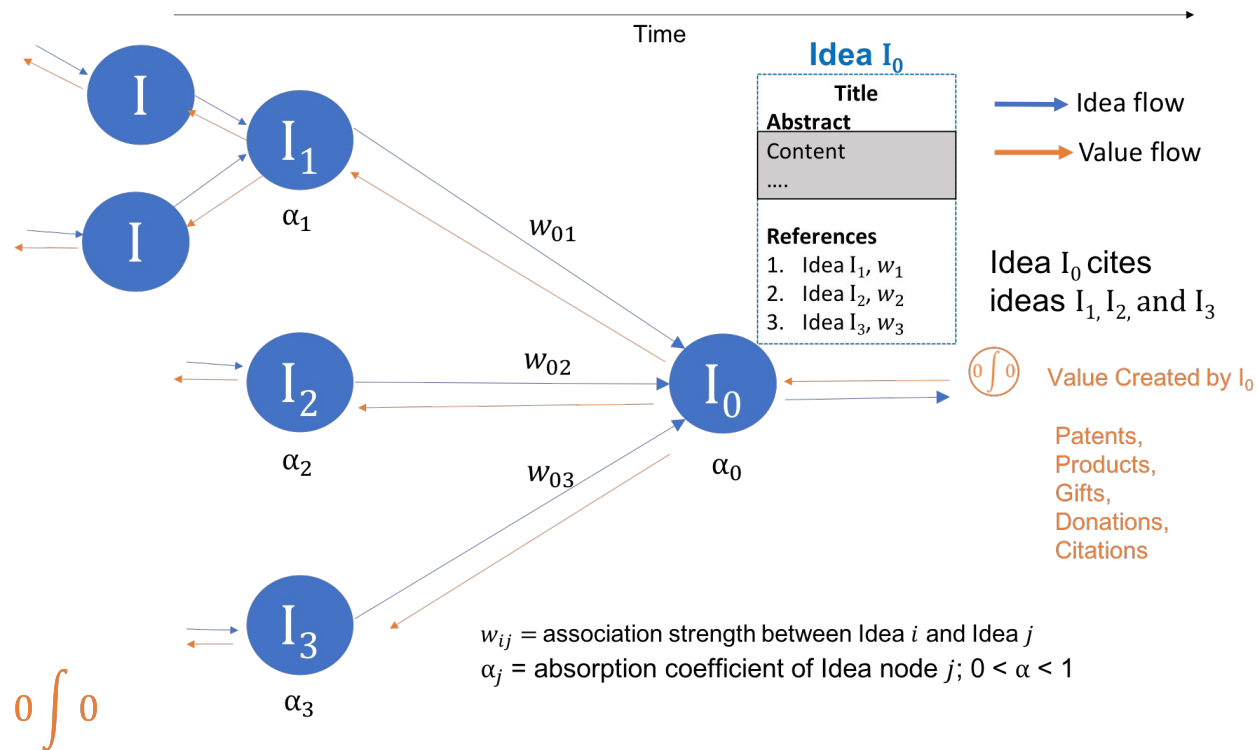 Time
Idea I₀
Title
Abstract
Content
....
References
1. Idea I₁, w₁
2. Idea I₂, w₂
3. Idea I₃, w₃
Idea flow
Value flow
Idea I₀ cites
ideas I₁, I₂, and I₃
I
I₁
α₁
I
w₀₁
I₂
α₂
w₀₂
I₀
α₀
0 ∫ 0
Value Created by I₀
Patents,
Products,
Gifts,
Donations,
Citations
w₀₃
I₃
α₃
wᵢⱼ = association strength between Idea i and Idea j
αⱼ = absorption coefficient of Idea node j; 0 < α < 1
0 ∫ 0